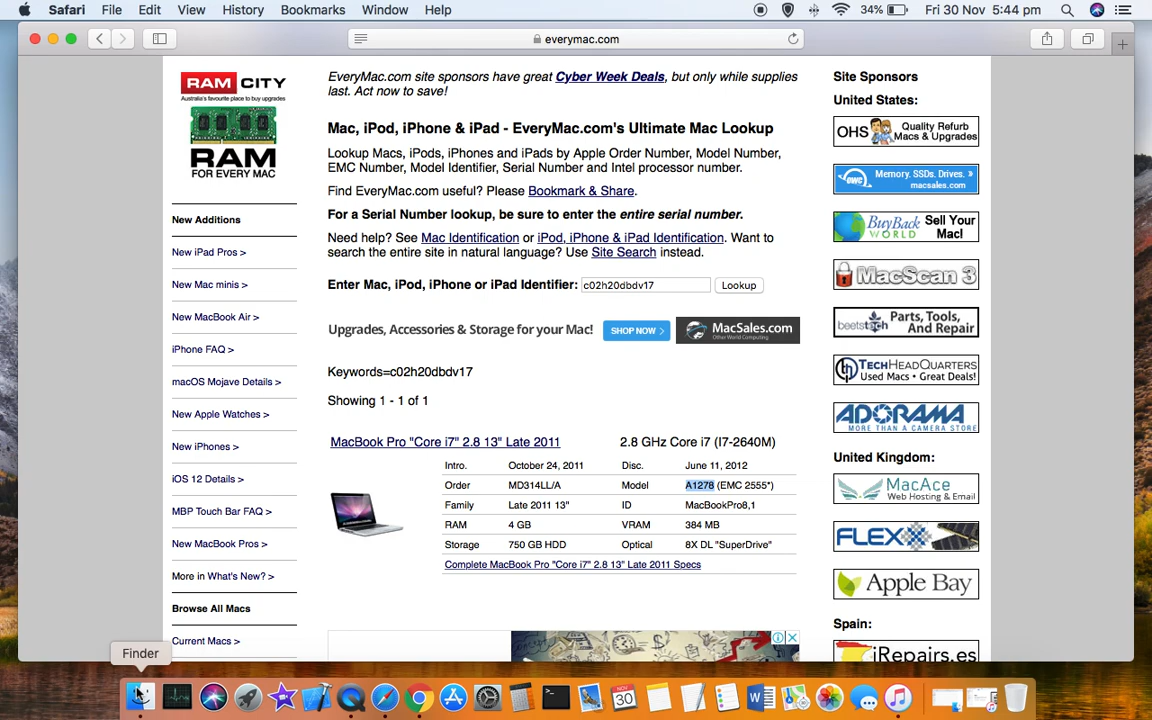 Safari File Edit View History Bookmarks Window Help 34% Fri 30 Nov 5:44 pm
everymac.com
RAM CITY
Australia's favourite place to buy upgrades
RAM
FOR EVERY MAC
New Additions
New iPad Pros >
New Mac minis >
New MacBook Air >
iPhone FAQ >
macOS Mojave Details >
New Apple Watches >
New iPhones >
iOS 12 Details >
MBP Touch Bar FAQ >
New MacBook Pros >
More in What's New? >
Browse All Macs
Current Macs >
EveryMac.com site sponsors have great Cyber Week Deals, but only while supplies
last. Act now to save!
Mac, iPod, iPhone & iPad - EveryMac.com's Ultimate Mac Lookup
Lookup Macs, iPods, iPhones and iPads by Apple Order Number, Model Number,
EMC Number, Model Identifier, Serial Number and Intel processor number.
Find EveryMac.com useful? Please Bookmark & Share.
For a Serial Number lookup, be sure to enter the entire serial number.
Need help? See Mac Identification or iPod, iPhone & iPad Identification. Want to
search the entire site in natural language? Use Site Search instead.
Enter Mac, iPod, iPhone or iPad Identifier: c02h20dbdv17 Lookup
Upgrades, Accessories & Storage for your Mac! SHOP NOW > MacSales.com
Other World Computing
Keywords=c02h20dbdv17
Showing 1 - 1 of 1
MacBook Pro "Core i7" 2.8 13" Late 2011 2.8 GHz Core i7 (I7-2640M)
Intro. October 24, 2011 Disc. June 11, 2012
Order MD314LL/A Model A1278 (EMC 2555*)
Family Late 2011 13" ID MacBookPro8,1
RAM 4 GB VRAM 384 MB
Storage 750 GB HDD Optical 8X DL "SuperDrive"
Complete MacBook Pro "Core i7" 2.8 13" Late 2011 Specs
Site Sponsors
United States:
OHS Quality Refurb
Macs & Upgrades
owc Memory. SSDs. Drives. »
macsales.com
BuyBack
WORLD
Sell Your
Mac!
MacScan 3
beetstech Parts, Tools,
And Repair
TECHHEADQUARTERS
Used Macs • Great Deals!
ADORAMA
MORE THAN A CAMERA STORE
United Kingdom:
MacAce
Web Hosting & Email
FLEX
Apple Bay
Spain:
iRepairs.es
Finder
NOV
30